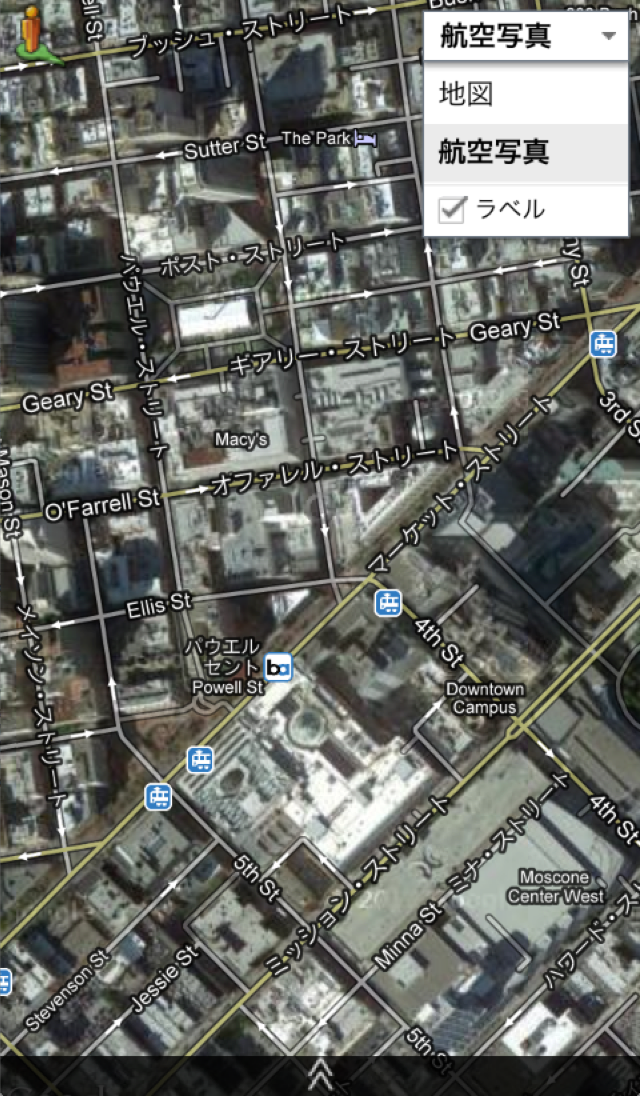 ブッシュ・ストリート
航空写真
地図
航空写真
ラベル
Sutter St
The Park
ポスト・ストリート
パウエル・ストリート
ギアリー・ストリート
Geary St
Geary St
Macy's
3rd S
オファレル・ストリート
O'Farrell St
Mason St
マーケット・ストリート
Ellis St
4th St
メイソン・ストリート
パウエル
セント
Powell St
Downtown
Campus
4th St
ミッション・ストリート
ミナ・ストリート
5th St
Moscone
Center West
Minna St
ハワード・ス
Stevenson St
Jessie St
5th St